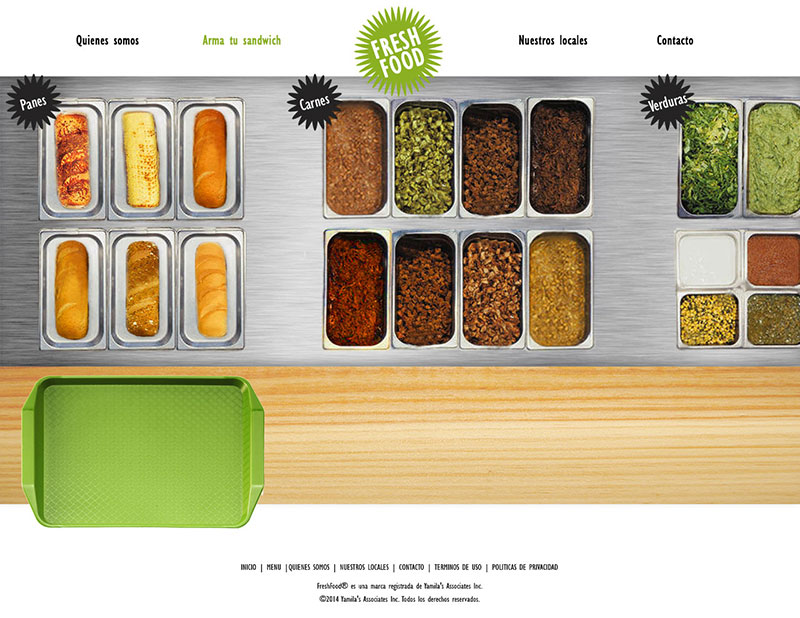 Quienes somos
Arma tu sandwich
FRESH
FOOD
Nuestros locales
Contacto
Panes
Carnes
Verduras
INICIO | MENU |QUIENES SOMOS | NUESTROS LOCALES | CONTACTO | TERMINOS DE USO | POLITICAS DE PRIVACIDAD
FreshFood® es una marca registrada de Yamila's Associates Inc.
©2014 Yamila's Associates Inc. Todos los derechos reservados.